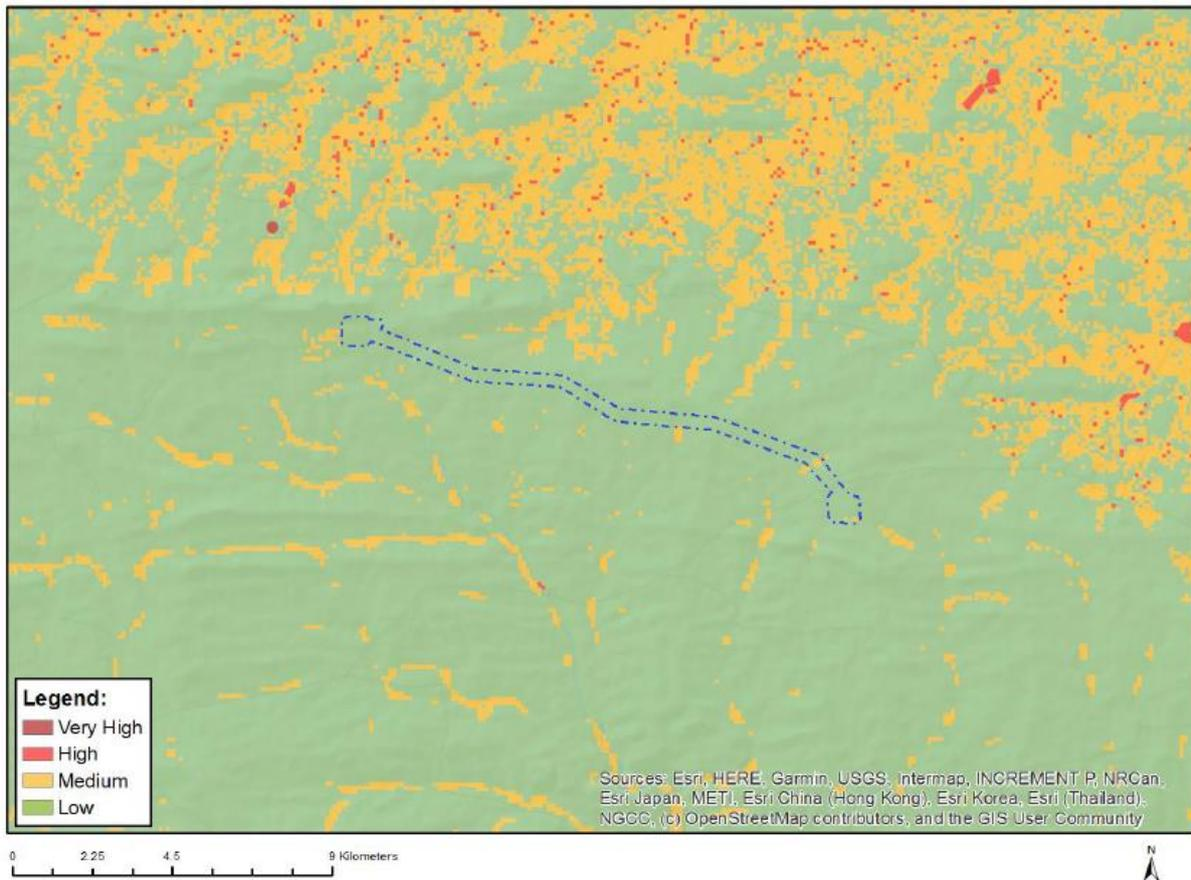 Legend:
Very High
High
Medium
Low
Sources: Esri, HERE, Garmin, USGS, Intermap, INCREMENT P, NRCan,
Esri Japan, METI, Esri China (Hong Kong), Esri Korea, Esri (Thailand),
NGCC, (c) OpenStreetMap contributors, and the GIS User Community
0 2.25 4.5 9 Kilometers
N